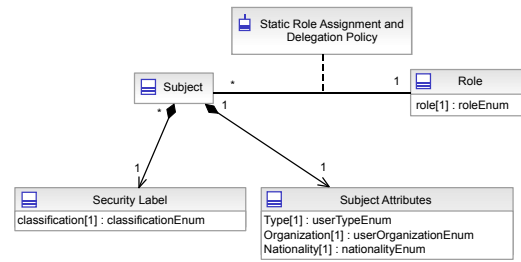 Static Role Assignment and
Delegation Policy
Subject
*
1
1
Role
role[1] : roleEnum
*
1
1
Security Label
classification[1] : classificationEnum
1
Subject Attributes
Type[1] : userTypeEnum
Organization[1] : userOrganizationEnum
Nationality[1] : nationalityEnum